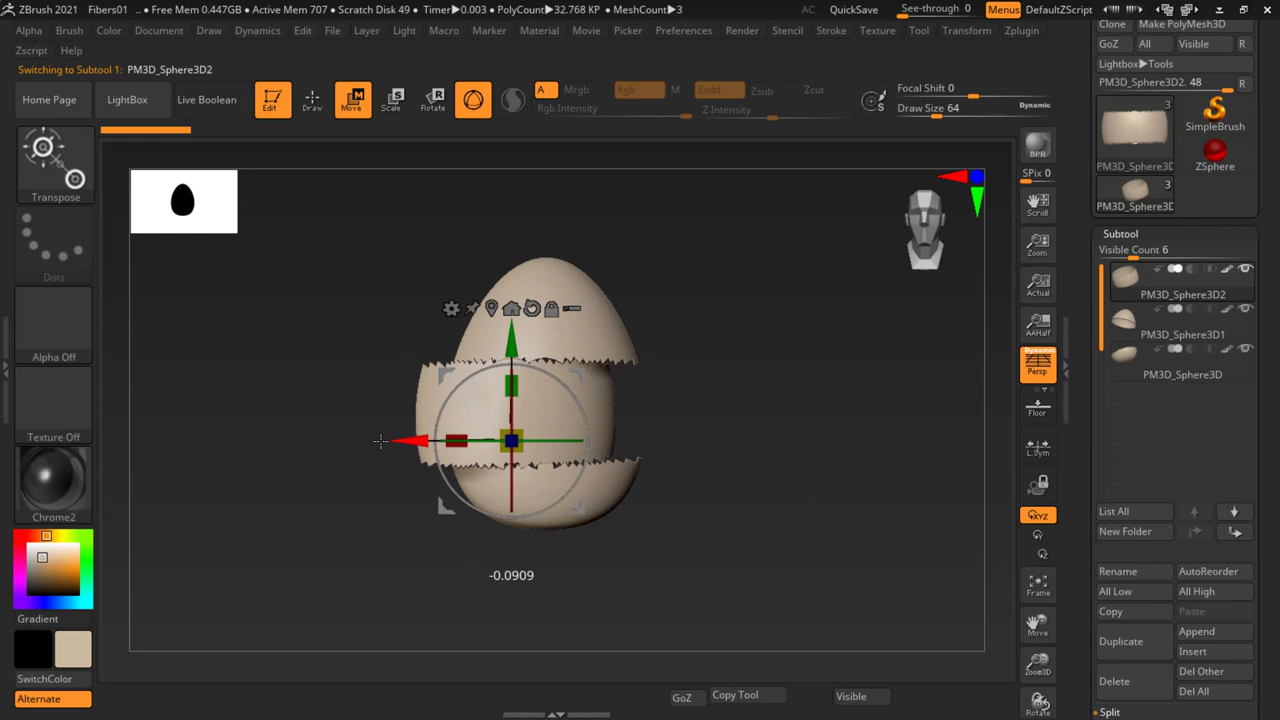 ZBrush 2021 Fibers01 .. • Free Mem 0.447GB • Active Mem 707 • Scratch Disk 49 • Timer▶0.003 • PolyCount▶32.768 KP • MeshCount▶3 AC QuickSave See-through 0 Menus DefaultZScript
Alpha Brush Color Document Draw Dynamics Edit File Layer Light Macro Marker Material Movie Picker Preferences Render Stencil Stroke Texture Tool Transform Zplugin
Zscript Help
Switching to Subtool 1: PM3D_Sphere3D2
Home Page LightBox Live Boolean Edit Draw Move Scale Rotate
A Mrgb Rgb M Zadd Zsub Zcut
Rgb Intensity Z Intensity
S Focal Shift 0
Draw Size 64 Dynamic
Transpose
Dots
Alpha Off
Texture Off
Chrome2
Gradient
SwitchColor
Alternate
-0.0909
GoZ Copy Tool Visible
BPR
SPix 0
Scroll
Zoom
Actual
AAHalf
Dynamic
Persp
Floor
L.Sym
XYZ
Y
Z
Frame
Move
Zoom3D
Rotate
Clone Make PolyMesh3D
GoZ All Visible R
Lightbox▶Tools
PM3D_Sphere3D2. 48 R
3
SimpleBrush
PM3D_Sphere3D ZSphere
3
PM3D_Sphere3D
Subtool
Visible Count 6
PM3D_Sphere3D2
PM3D_Sphere3D1
PM3D_Sphere3D
List All
New Folder
Rename AutoReorder
All Low All High
Copy Paste
Duplicate Append
Insert
Delete Del Other
Del All
Split